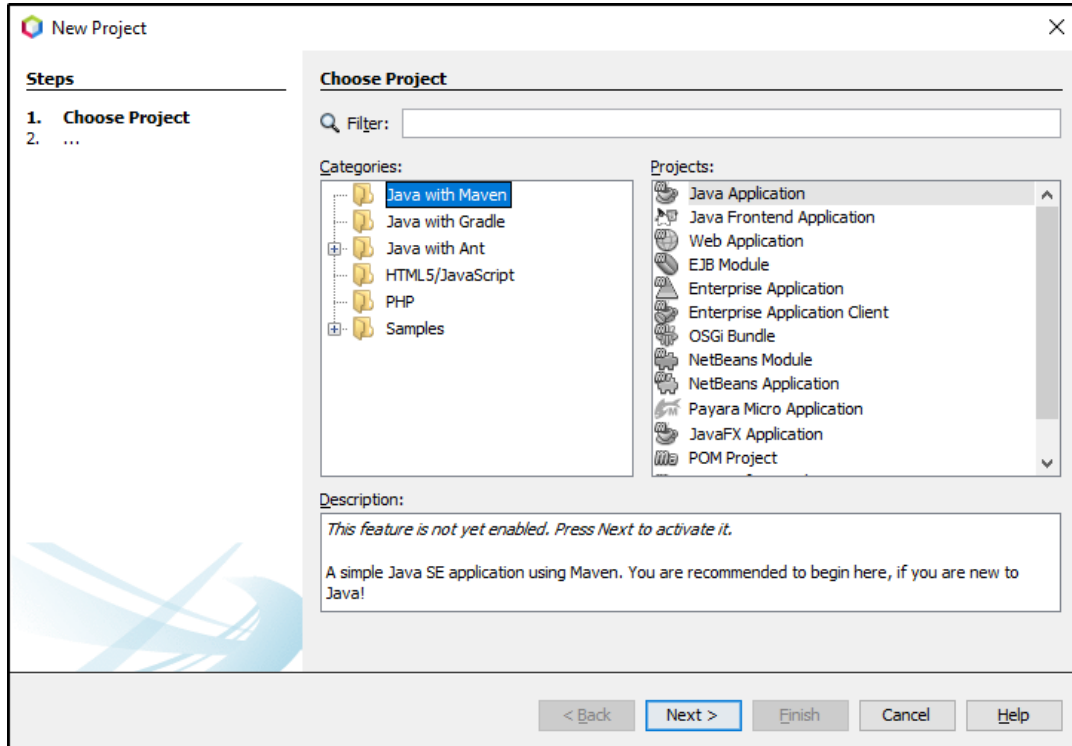 New Project
Steps
1. Choose Project
2. ...
Choose Project
Filter:
Categories:
Java with Maven
Java with Gradle
Java with Ant
HTML5/JavaScript
PHP
Samples
Projects:
Java Application
Java Frontend Application
Web Application
EJB Module
Enterprise Application
Enterprise Application Client
OSGi Bundle
NetBeans Module
NetBeans Application
Payara Micro Application
JavaFX Application
POM Project
Description:
This feature is not yet enabled. Press Next to activate it.
A simple Java SE application using Maven. You are recommended to begin here, if you are new to
Java!
< Back
Next >
Finish
Cancel
Help